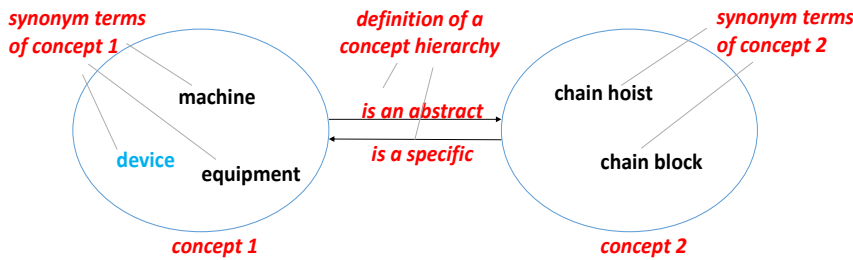 synonym terms
of concept 1
definition of a
concept hierarchy
synonym terms
of concept 2
machine
device
equipment
is an abstract
is a specific
chain hoist
chain block
concept 1
concept 2